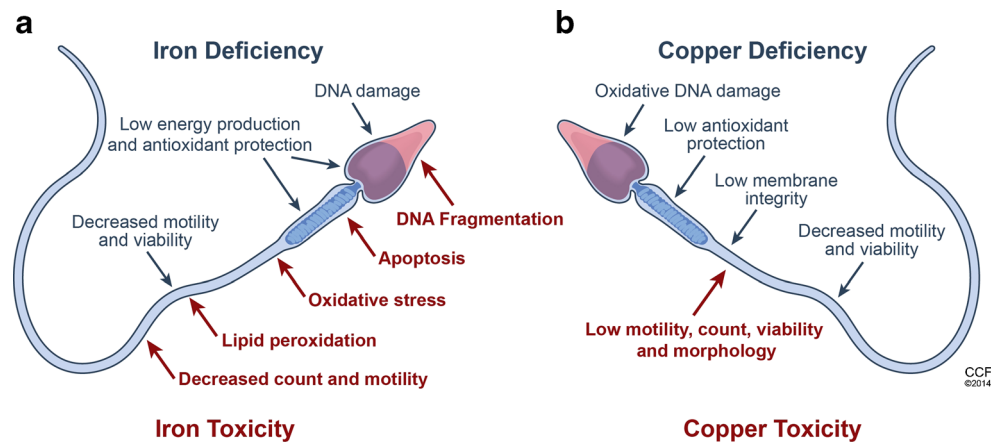 a
Iron Deficiency
DNA damage
Low energy production
and antioxidant protection
Decreased motility
and viability
DNA Fragmentation
Apoptosis
Oxidative stress
Lipid peroxidation
Decreased count and motility
Iron Toxicity
b
Copper Deficiency
Oxidative DNA damage
Low antioxidant
protection
Low membrane
integrity
Decreased motility
and viability
Low motility, count, viability
and morphology
Copper Toxicity
CCF
©2014